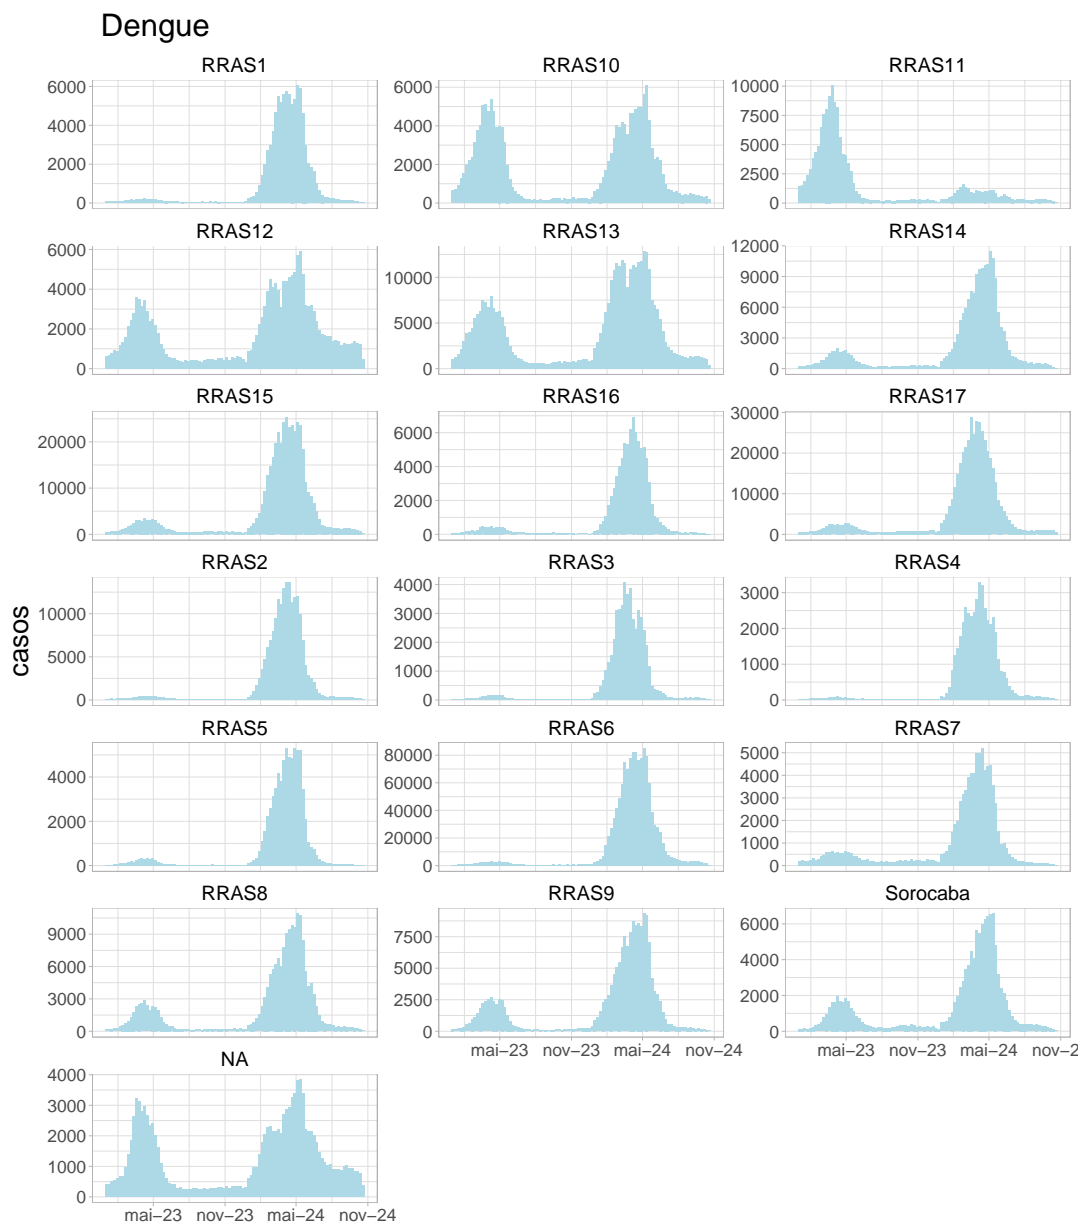 Dengue
RRAS1 RRAS10 RRAS11
6000 4000 2000 0
6000 4000 2000 0
10000 7500 5000 2500 0
RRAS12 RRAS13 RRAS14
6000 4000 2000 0
10000 5000 0
12000 9000 6000 3000 0
RRAS15 RRAS16 RRAS17
20000 10000 0
6000 4000 2000 0
30000 20000 10000 0
RRAS2 RRAS3 RRAS4
10000 5000 0
4000 3000 2000 1000 0
3000 2000 1000 0
casos
RRAS5 RRAS6 RRAS7
4000 2000 0
80000 60000 40000 20000 0
5000 4000 3000 2000 1000 0
RRAS8 RRAS9 Sorocaba
9000 6000 3000 0
7500 5000 2500 0
6000 4000 2000 0
mai−23 nov−23 mai−24 nov−24
mai−23 nov−23 mai−24 nov−2
NA
4000 3000 2000 1000 0
mai−23 nov−23 mai−24 nov−24